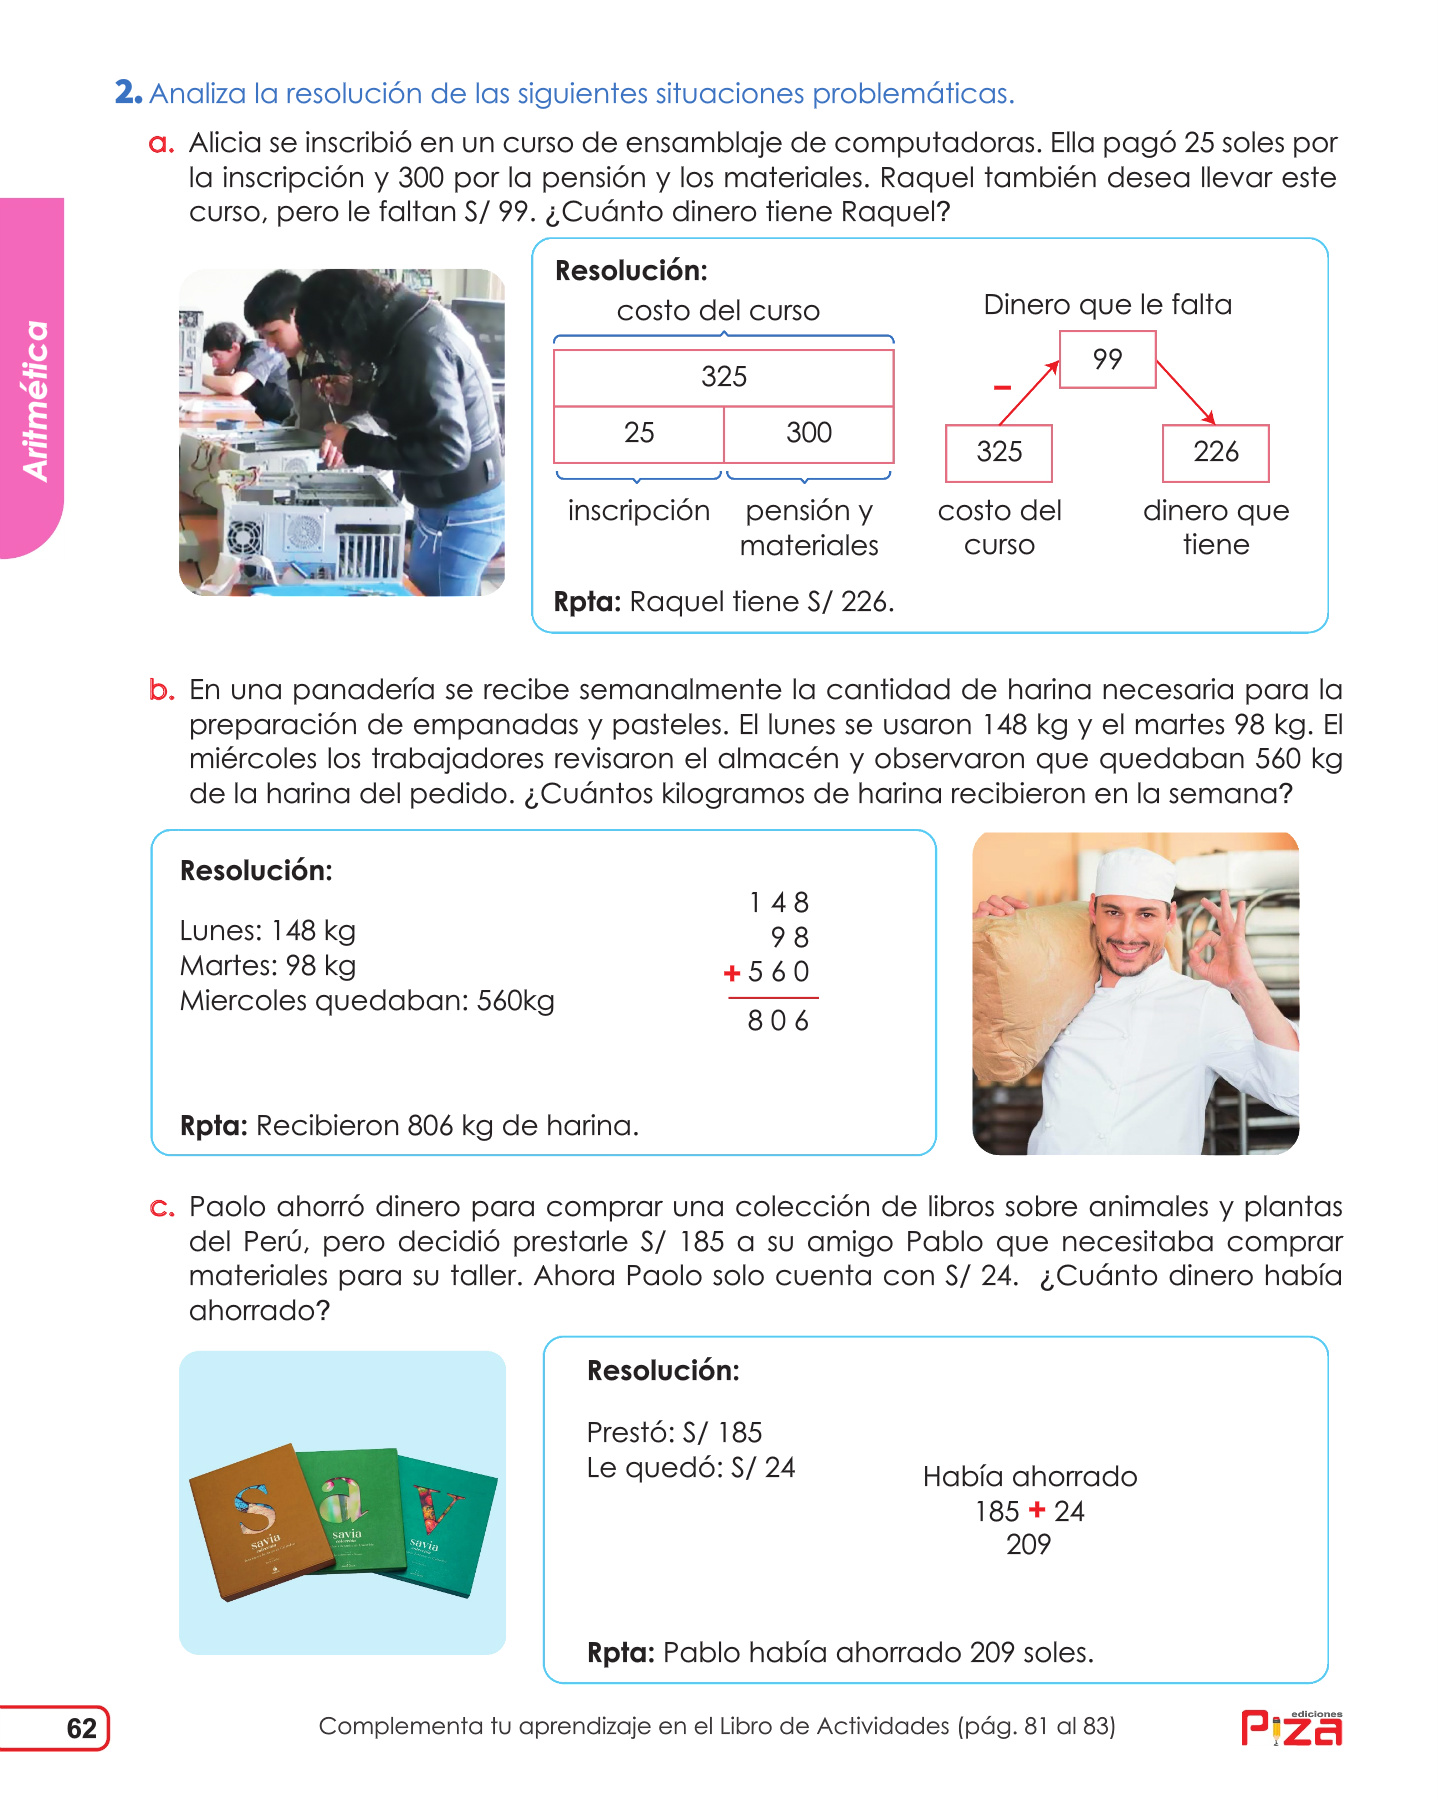 2. Analiza la resolución de las siguientes situaciones problemáticas.
a. Alicia se inscribió en un curso de ensamblaje de computadoras. Ella pagó 25 soles por
la inscripción y 300 por la pensión y los materiales. Raquel también desea llevar este
curso, pero le faltan S/ 99. ¿Cuánto dinero tiene Raquel?
Aritmética
Resolución:
costo del curso
325
25 300
inscripción pensión y
materiales
Dinero que le falta
99
–
325 226
costo del dinero que
curso tiene
Rpta: Raquel tiene S/ 226.
b. En una panadería se recibe semanalmente la cantidad de harina necesaria para la
preparación de empanadas y pasteles. El lunes se usaron 148 kg y el martes 98 kg. El
miércoles los trabajadores revisaron el almacén y observaron que quedaban 560 kg
de la harina del pedido. ¿Cuántos kilogramos de harina recibieron en la semana?
Resolución:
Lunes: 148 kg
Martes: 98 kg
Miercoles quedaban: 560kg
1 4 8
9 8
+ 5 6 0
8 0 6
Rpta: Recibieron 806 kg de harina.
c. Paolo ahorró dinero para comprar una colección de libros sobre animales y plantas
del Perú, pero decidió prestarle S/ 185 a su amigo Pablo que necesitaba comprar
materiales para su taller. Ahora Paolo solo cuenta con S/ 24. ¿Cuánto dinero había
ahorrado?
s
savia
a
savia
v
savia
Resolución:
Prestó: S/ 185
Le quedó: S/ 24
Había ahorrado
185 + 24
209
Rpta: Pablo había ahorrado 209 soles.
62
Complementa tu aprendizaje en el Libro de Actividades (pág. 81 al 83)
ediciones
Piza